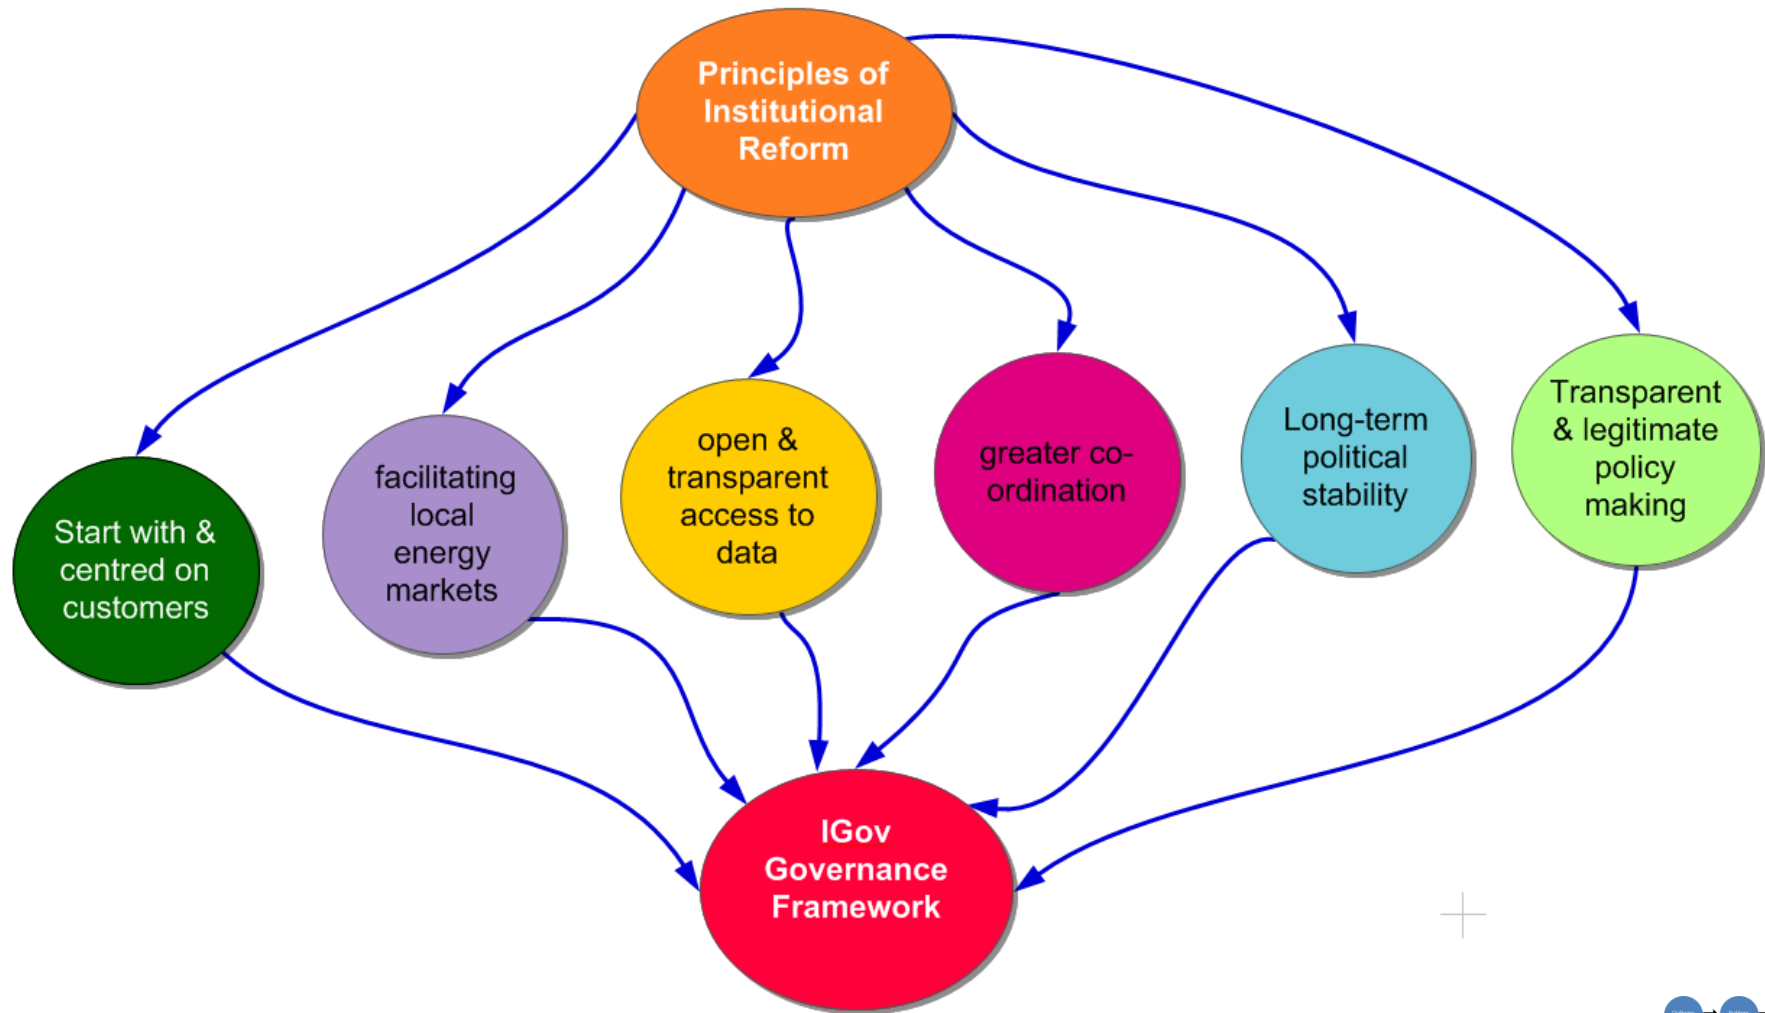 Principles of
Institutional
Reform
Start with &
centred on
customers
facilitating
local
energy
markets
open &
transparent
access to
data
greater co-
ordination
Long-term
political
stability
Transparent
& legitimate
policy
making
IGov
Governance
Framework